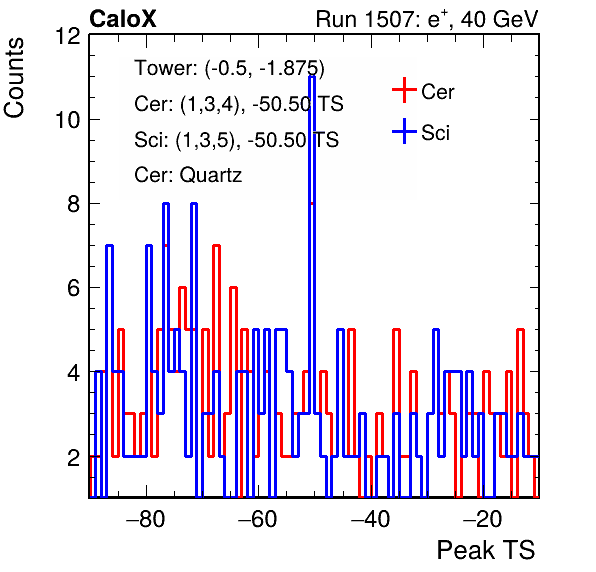 CaloX Run 1507: e+, 40 GeV
Counts
12
10
8
6
4
2
Tower: (-0.5, -1.875)
Cer: (1,3,4), -50.50 TS
Sci: (1,3,5), -50.50 TS
Cer: Quartz
Cer
Sci
−80 −60 −40 −20
Peak TS